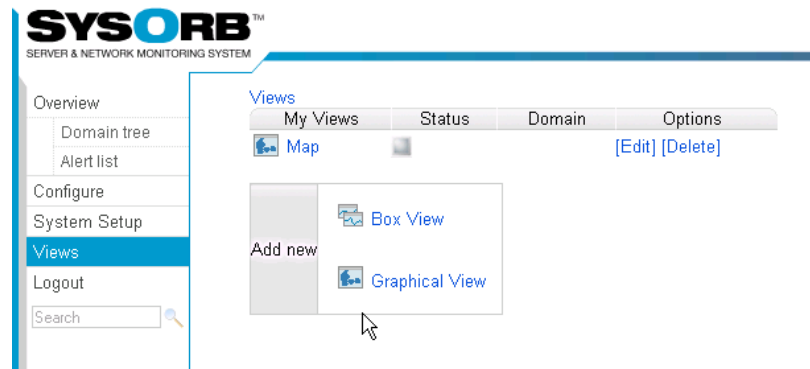 SYSORB™
SERVER & NETWORK MONITORING SYSTEM
Overview
Domain tree
Alert list
Configure
System Setup
Views
Logout
Search
Views
My Views Status Domain Options
Map [Edit] [Delete]
Add new
Box View
Graphical View